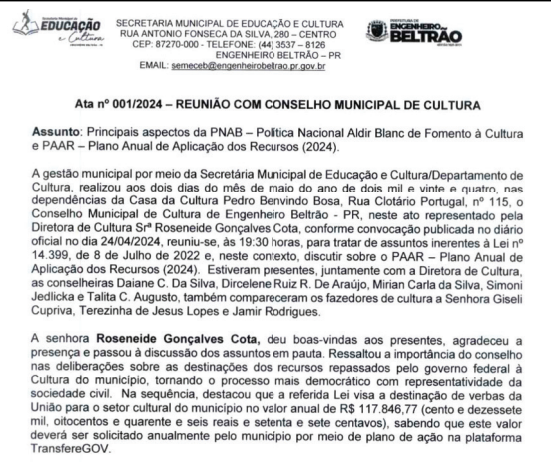 EDUCAÇÃO
e Cultura
SECRETARIA MUNICIPAL DE EDUCAÇÃO E CULTURA
RUA ANTONIO FONSECA DA SILVA, 280 – CENTRO
CEP: 87270-000 - TELEFONE: (44) 3537 – 8126
ENGENHEIRO BELTRÃO – PR
EMAIL: semeceb@engenheirobeltrao.pr.gov.br
PREFEITURA DE
ENGENHEIRO
BELTRÃO
Ata nº 001/2024 – REUNIÃO COM CONSELHO MUNICIPAL DE CULTURA
Assunto: Principais aspectos da PNAB – Política Nacional Aldir Blanc de Fomento à Cultura
e PAAR – Plano Anual de Aplicação dos Recursos (2024).
A gestão municipal por meio da Secretária Municipal de Educação e Cultura/Departamento de
Cultura, realizou aos dois dias do mês de maio do ano de dois mil e vinte e quatro, nas
dependências da Casa da Cultura Pedro Benvindo Bosa, Rua Clotário Portugal, nº 115, o
Conselho Municipal de Cultura de Engenheiro Beltrão - PR, neste ato representado pela
Diretora de Cultura Srª Roseneide Gonçalves Cota, conforme convocação publicada no diário
oficial no dia 24/04/2024, reuniu-se, às 19:30 horas, para tratar de assuntos inerentes à Lei nº
14.399, de 8 de Julho de 2022 e, neste contexto, discutir sobre o PAAR – Plano Anual de
Aplicação dos Recursos (2024). Estiveram presentes, juntamente com a Diretora de Cultura,
as conselheiras Daiane C. Da Silva, Dircelene Ruiz R. De Araújo, Mirian Carla da Silva, Simoni
Jedlicka e Talita C. Augusto, também compareceram os fazedores de cultura a Senhora Giseli
Cupriva, Terezinha de Jesus Lopes e Jamir Rodrigues.
A senhora Roseneide Gonçalves Cota, deu boas-vindas aos presentes, agradeceu a
presença e passou à discussão dos assuntos em pauta. Ressaltou a importância do conselho
nas deliberações sobre as destinações dos recursos repassados pelo governo federal à
Cultura do município, tornando o processo mais democrático com representatividade da
sociedade civil. Na sequência, destacou que a referida Lei visa a destinação de verbas da
União para o setor cultural do município no valor anual de R$ 117.846,77 (cento e dezessete
mil, oitocentos e quarenta e seis reais e setenta e sete centavos), sabendo que este valor
deverá ser solicitado anualmente pelo município por meio de plano de ação na plataforma
TransfereGOV.